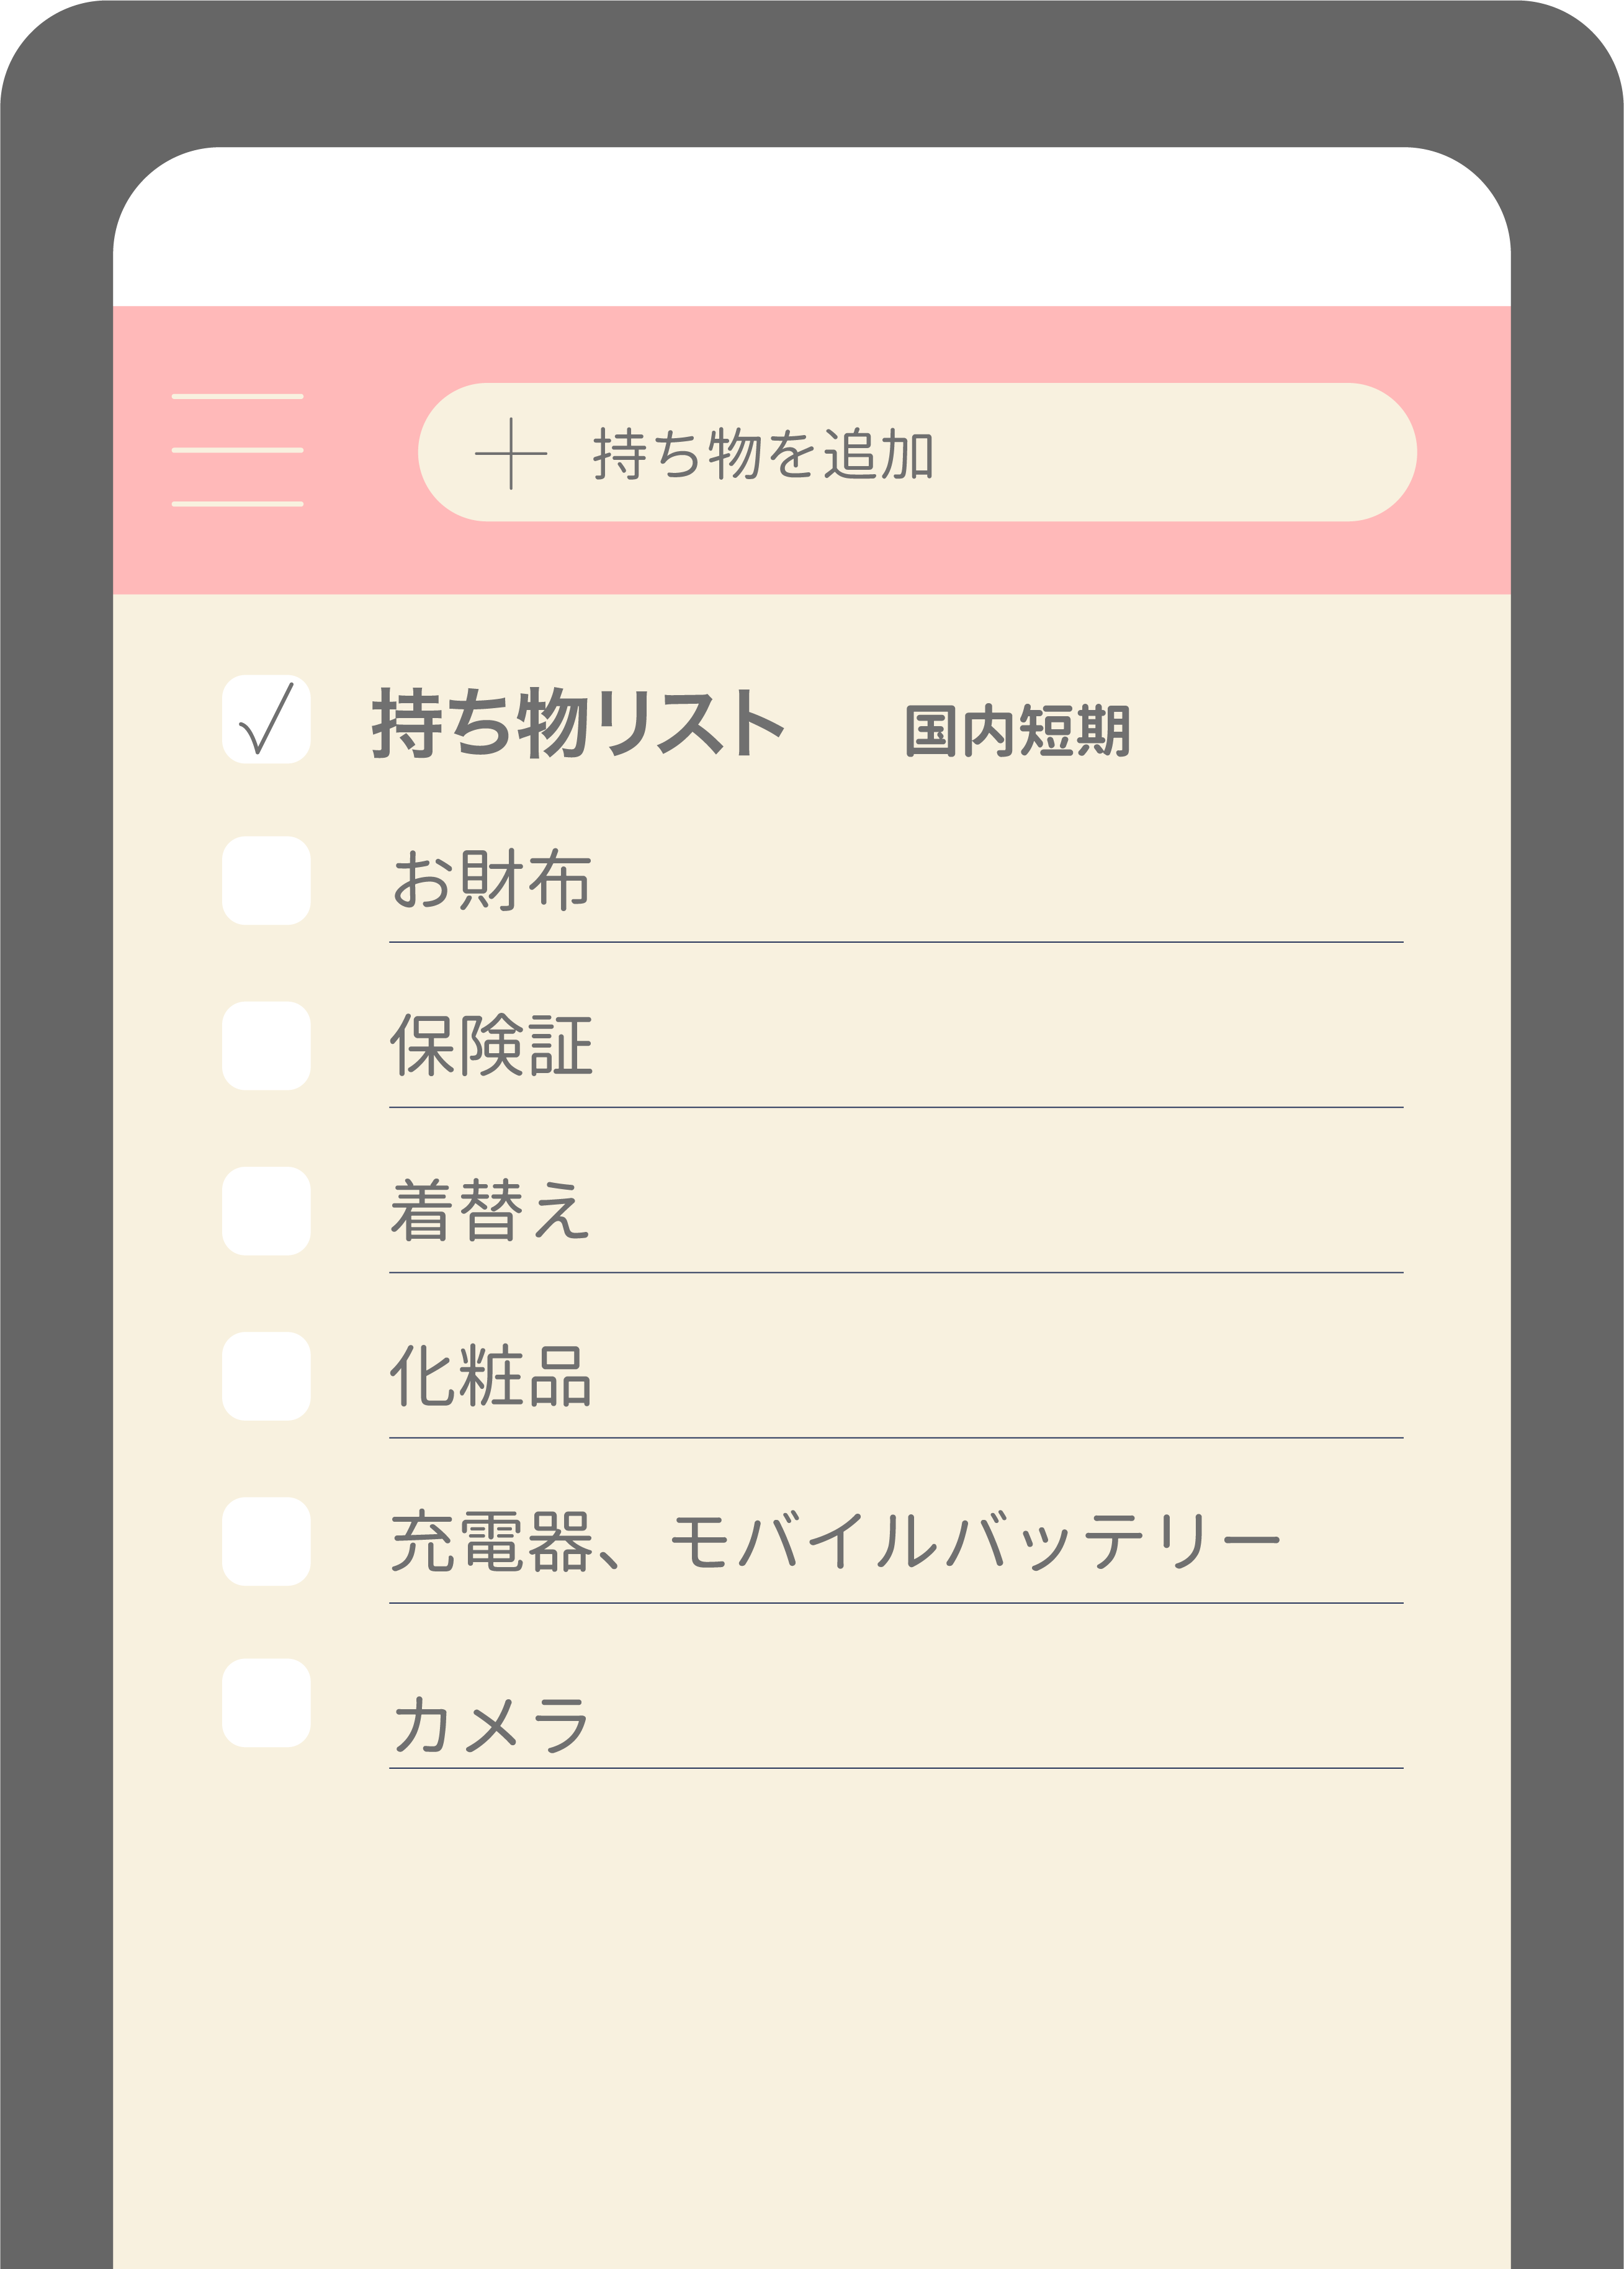 持ち物を追加
持ち物リスト 国内短期
お財布
保険証
着替え
化粧品
充電器、モバイルバッテリー
カメラ